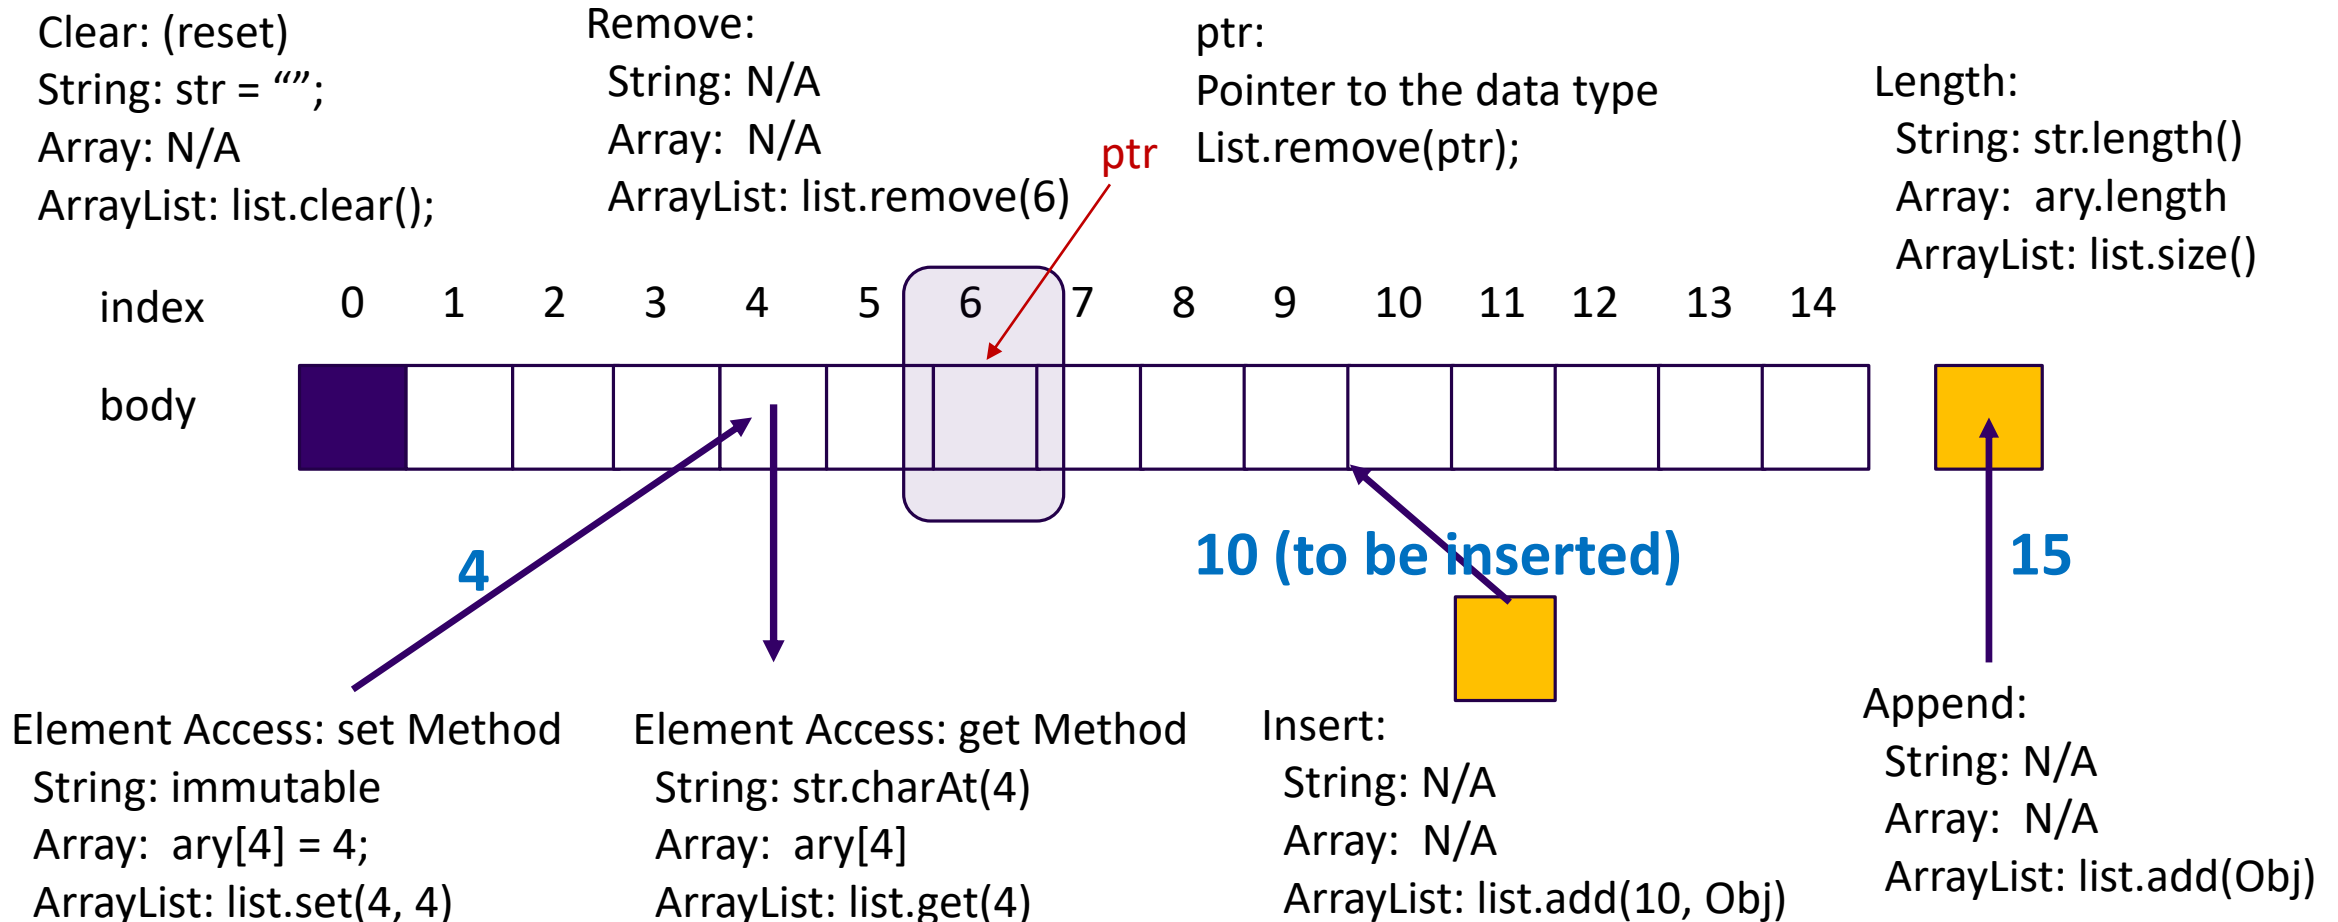 Clear: (reset)
String: str = “”;
Array: N/A
ArrayList: list.clear();
Remove:
String: N/A
Array:  N/A
ArrayList: list.remove(6)
ptr
ptr:
Pointer to the data type
List.remove(ptr);
Length:
String: str.length()
Array:  ary.length
ArrayList: list.size()
index 0 1 2 3 4 5 6 7 8 9 10 11 12 13 14
body
4
10 (to be inserted)
15
Element Access: set Method
String: immutable
Array:  ary[4] = 4;
ArrayList: list.set(4, 4)
Element Access: get Method
String: str.charAt(4)
Array:  ary[4]
ArrayList: list.get(4)
Insert:
String: N/A
Array:  N/A
ArrayList: list.add(10, Obj)
Append:
String: N/A
Array:  N/A
ArrayList: list.add(Obj)